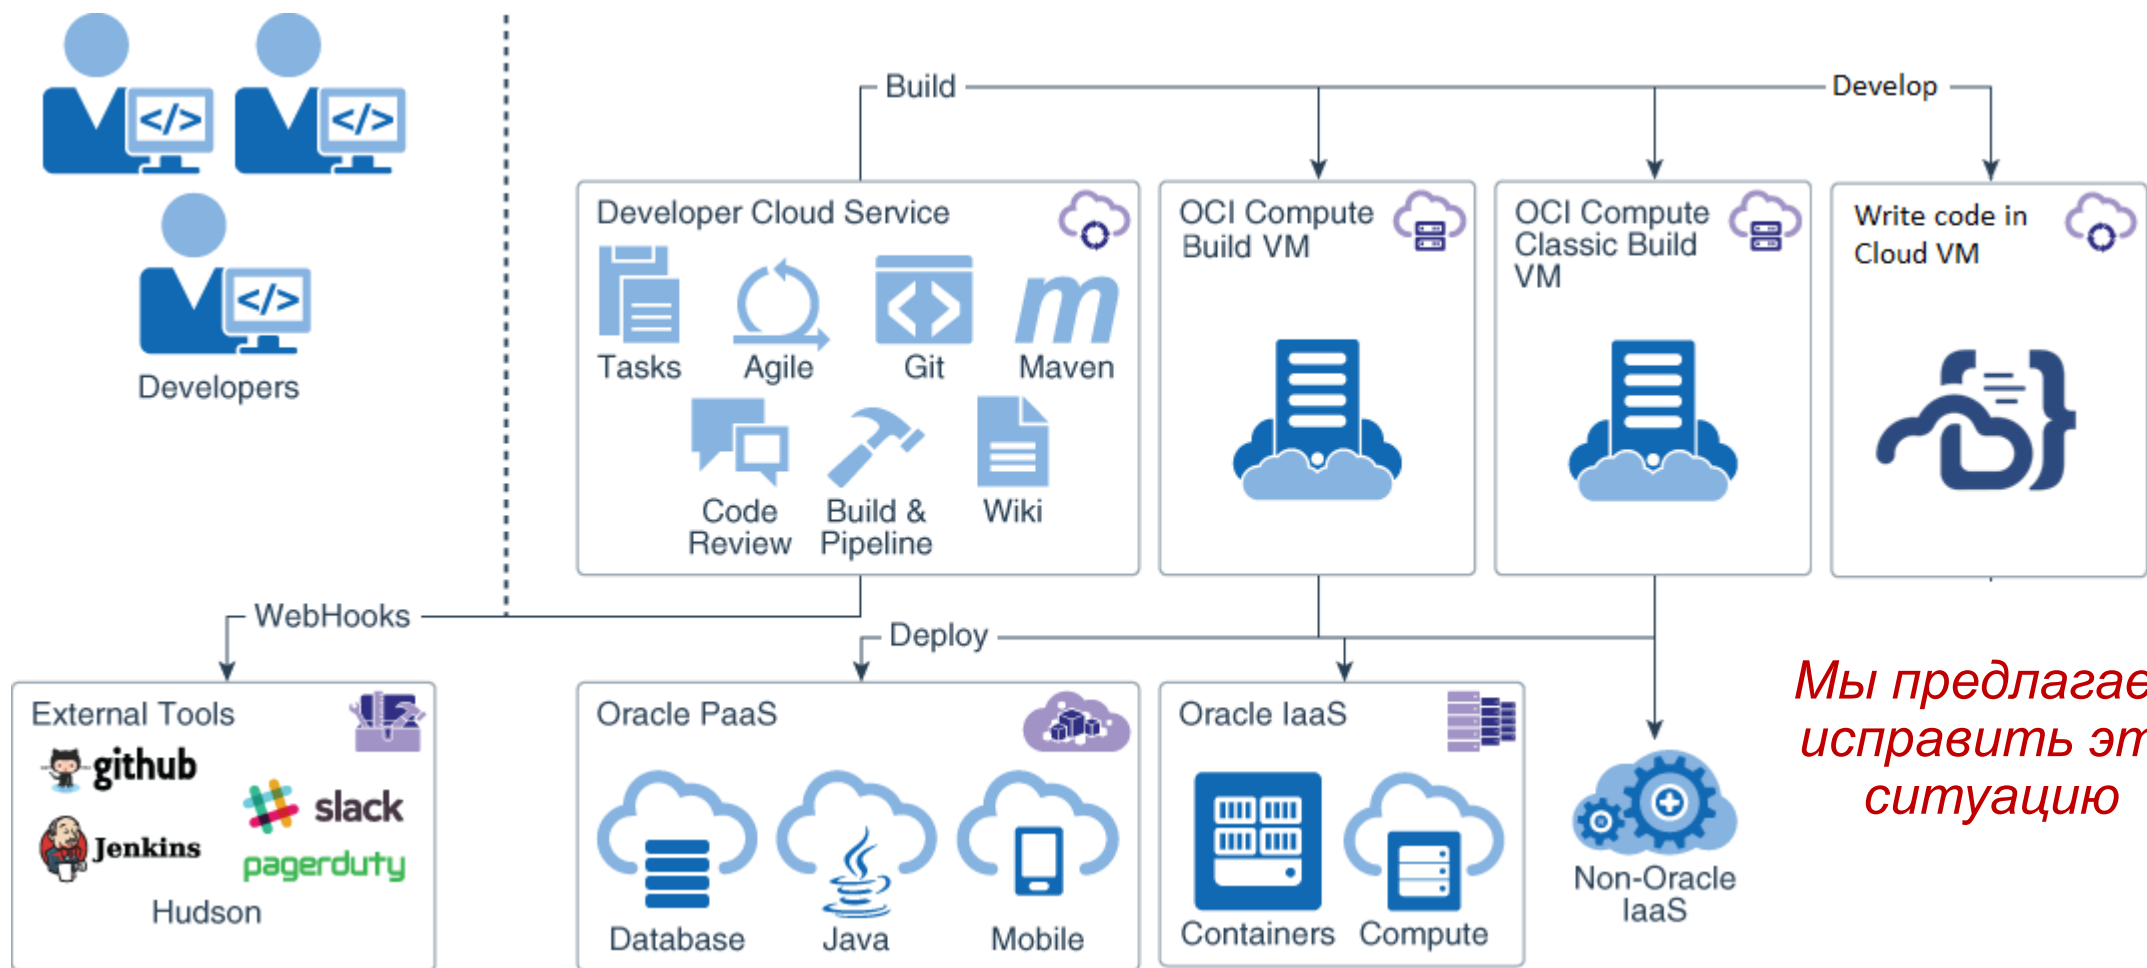 </>
</>
</>
Developers
Build
Develop
Developer Cloud Service
Tasks
Agile
Git
m
Maven
Code
Review
Build &
Pipeline
Wiki
OCI Compute
Build VM
OCI Compute
Classic Build
VM
Write code in
Cloud VM
WebHooks
Deploy
External Tools
github
slack
Jenkins
pagerduty
Hudson
Oracle PaaS
Database
Java
Mobile
Oracle IaaS
Containers
Compute
Non-Oracle
IaaS
Мы предлагае
исправить эт
ситуацию